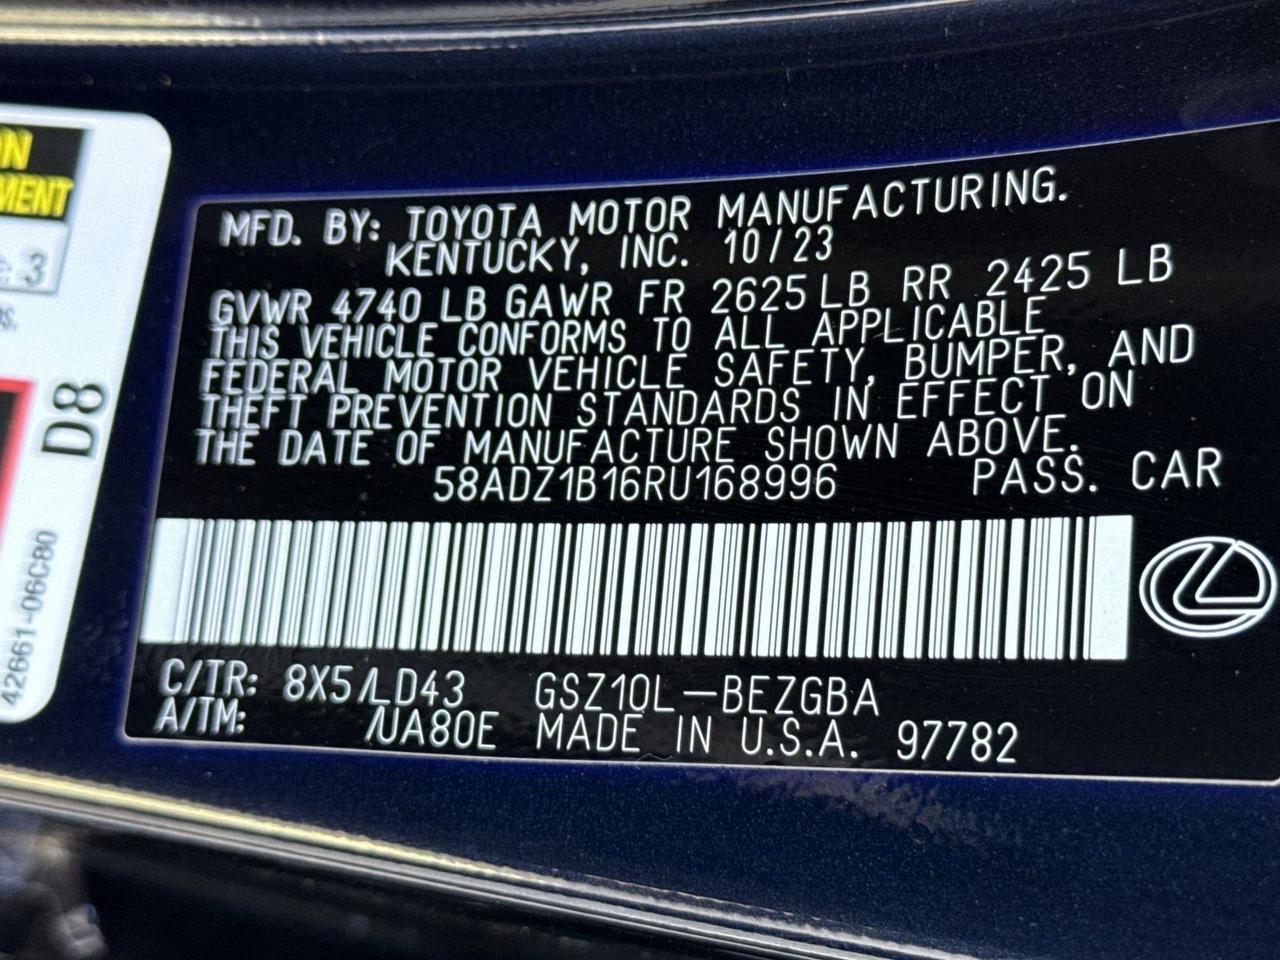 MFD. BY: TOYOTA MOTOR MANUFACTURING.
KENTUCKY, INC. 10/23
GVWR 4740 LB GAWR FR 2625 LB RR 2425 LB
THIS VEHICLE CONFORMS TO ALL APPLICABLE
FEDERAL MOTOR VEHICLE SAFETY, BUMPER, AND
THEFT PREVENTION STANDARDS IN EFFECT ON
THE DATE OF MANUFACTURE SHOWN ABOVE.
58ADZ1B16RU168996 PASS. CAR
C/TR: 8X5/LD43 GSZ10L-BEZGBA
A/TM: /UA80E MADE IN U.S.A. 97782
ON
MENT
: 3
D8
42661-06C80